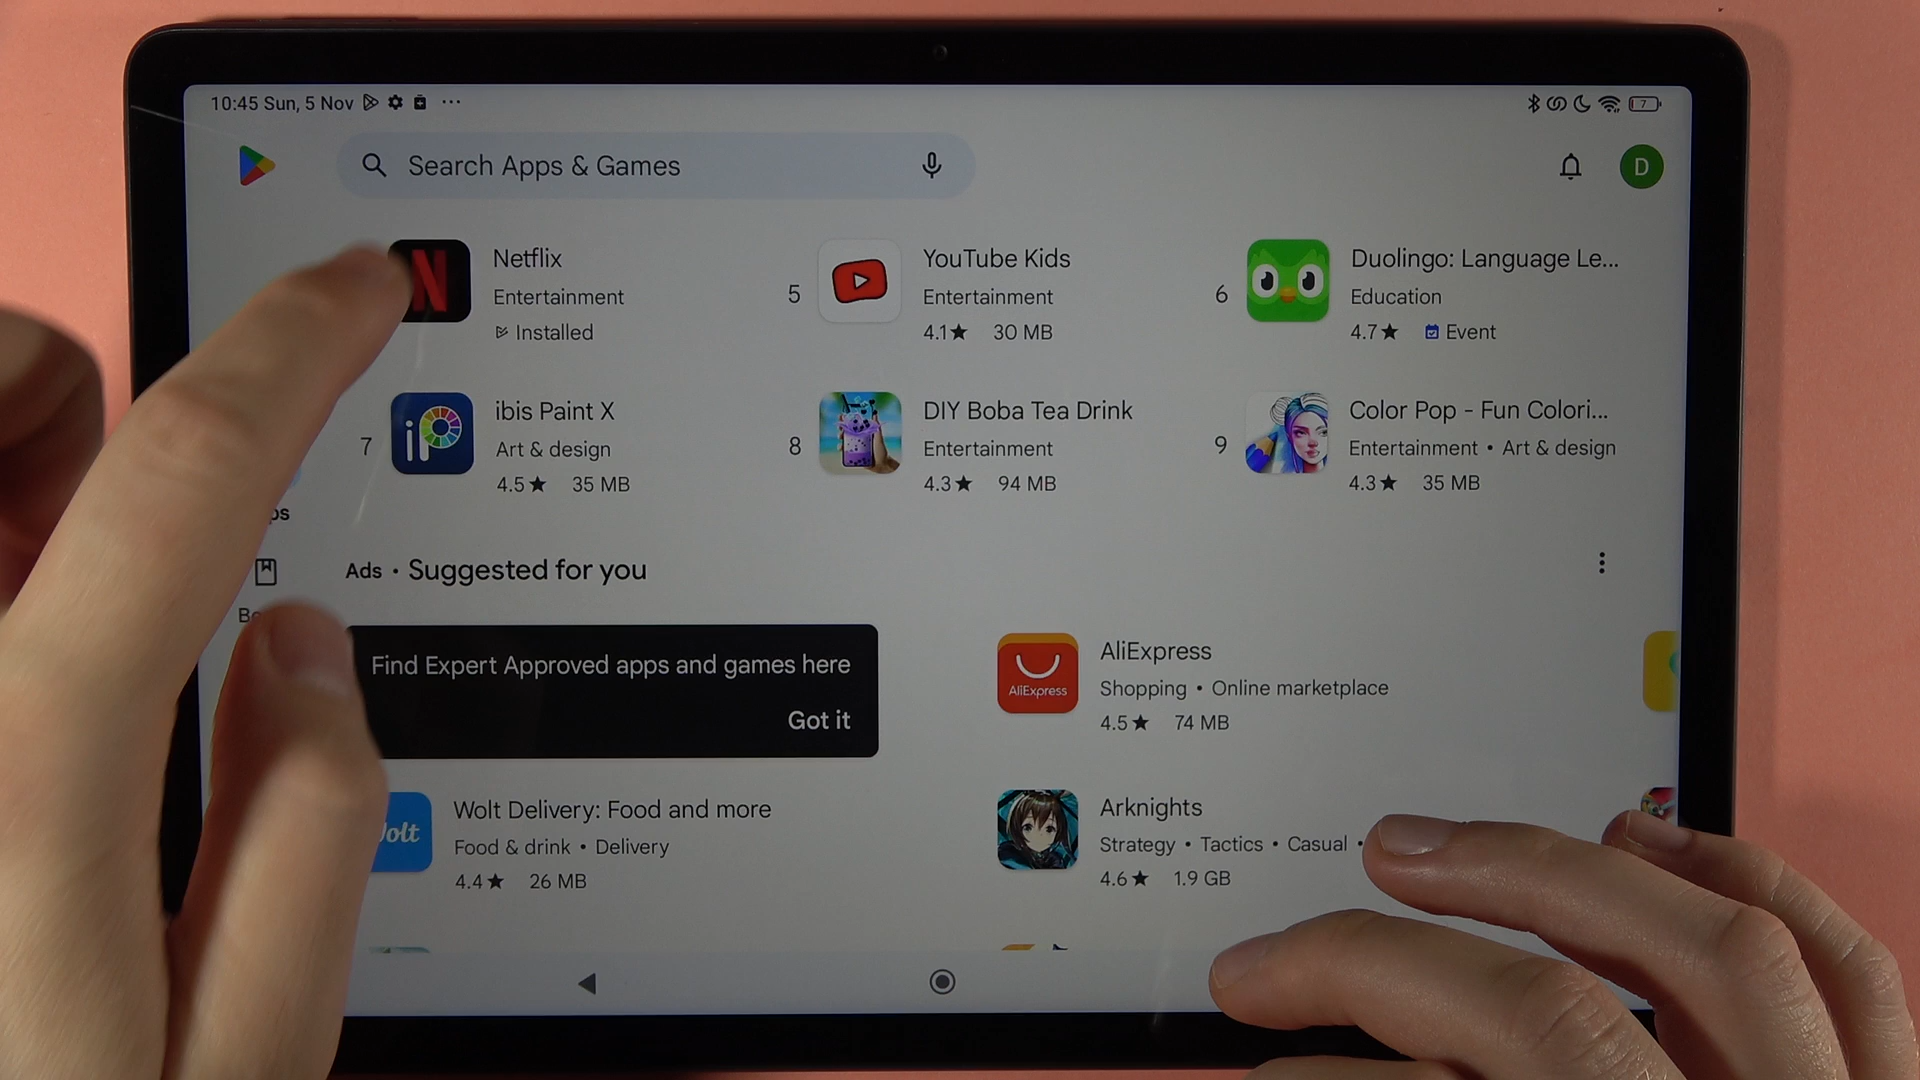 10:45 Sun, 5 Nov
7
Search Apps & Games
D
N
Netflix
Entertainment
Installed
5
YouTube Kids
Entertainment
4.1★ 30 MB
6
Duolingo: Language Le...
Education
4.7★ Event
7
iP
ibis Paint X
Art & design
4.5★ 35 MB
8
DIY Boba Tea Drink
Entertainment
4.3★ 94 MB
9
Color Pop - Fun Colori...
Entertainment • Art & design
4.3★ 35 MB
Ads • Suggested for you
Find Expert Approved apps and games here
Got it
AliExpress
AliExpress
Shopping • Online marketplace
4.5★ 74 MB
Wolt Delivery: Food and more
Food & drink • Delivery
4.4★ 26 MB
Arknights
Strategy • Tactics • Casual •
4.6★ 1.9 GB